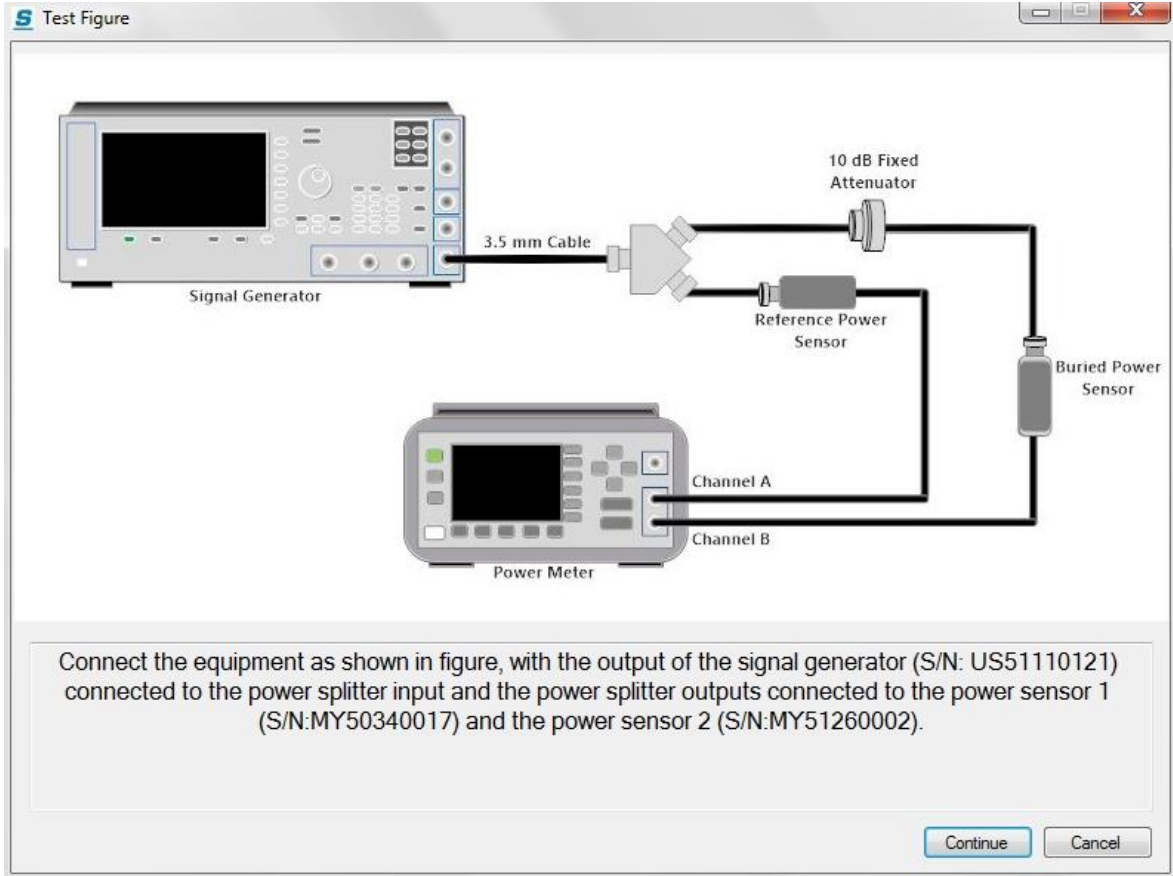 S Test Figure
10 dB Fixed
Attenuator
3.5 mm Cable
Signal Generator
Reference Power
Sensor
Buried Power
Sensor
Channel A
Channel B
Power Meter
Connect the equipment as shown in figure, with the output of the signal generator (S/N: US51110121)
connected to the power splitter input and the power splitter outputs connected to the power sensor 1
(S/N:MY50340017) and the power sensor 2 (S/N:MY51260002).
Continue
Cancel